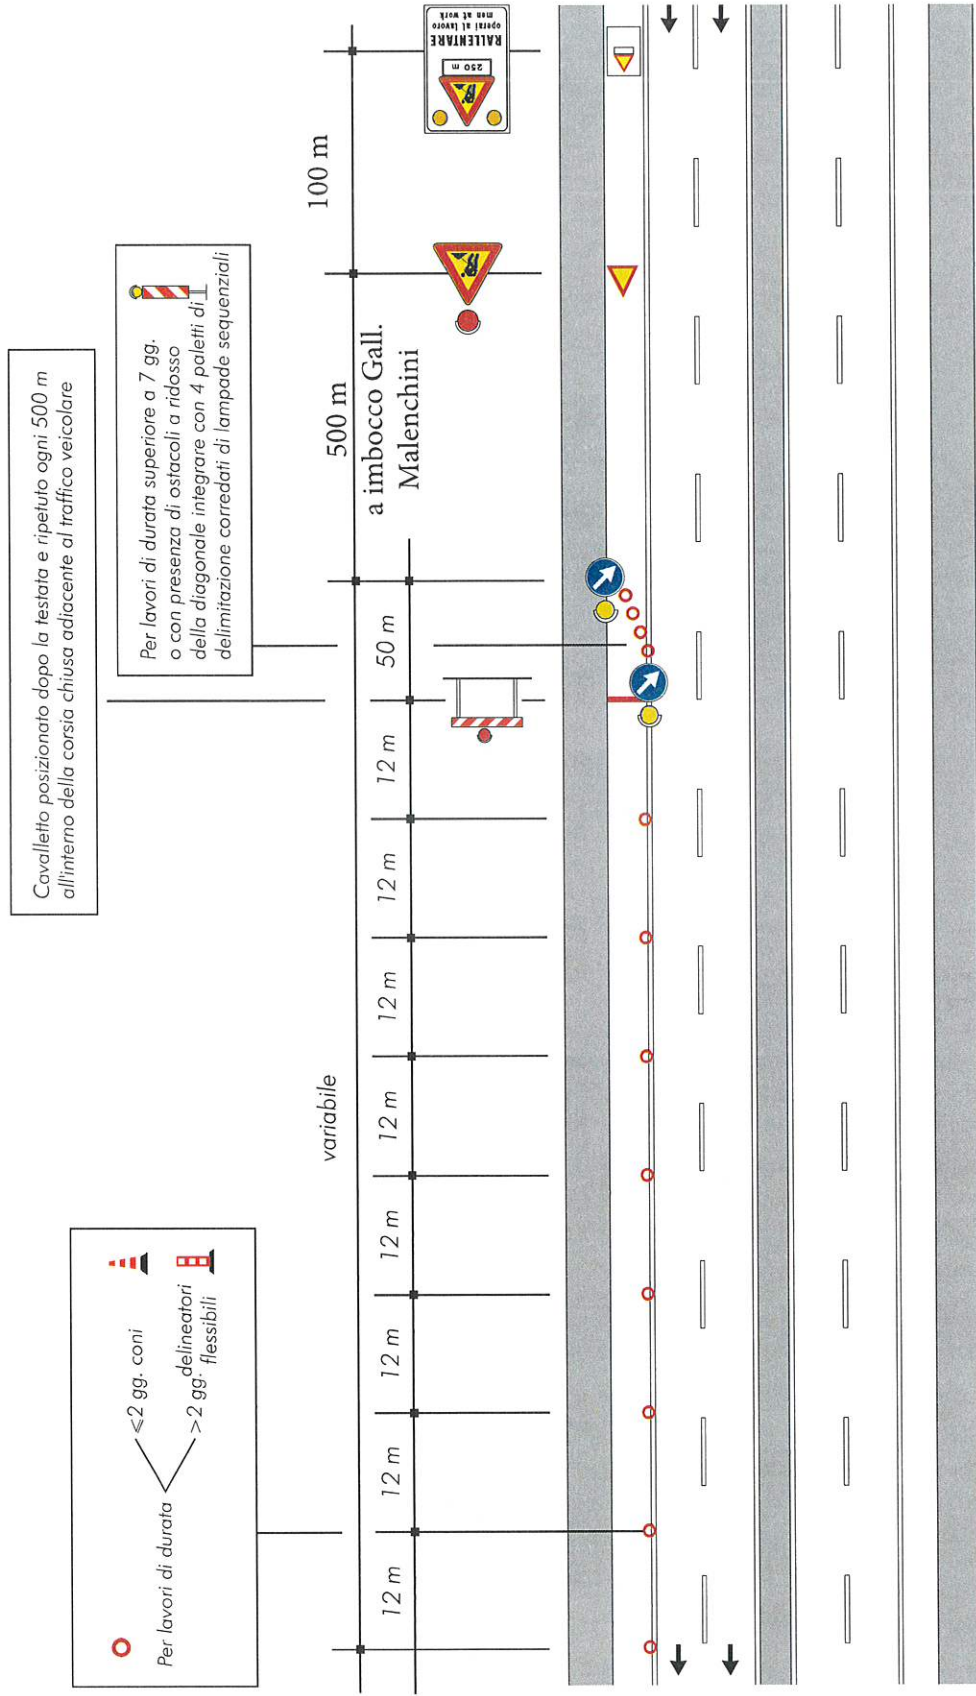 Cavalletto posizionato dopo la testata e ripetuto ogni 500 m
all'interno della corsia chiusa adiacente al traffico veicolare
Per lavori di durata superiore a 7 gg.
o con presenza di ostacoli a ridosso
della diagonale integrare con 4 paletti di
delimitazione corredati di lampade sequenziali
Per lavori di durata
≤2 gg. coni
>2 gg. delineatori
flessibili
variabile
500 m
100 m
a imbocco Gall.
Malenchini
12 m
12 m
12 m
12 m
12 m
12 m
12 m
12 m
50 m
250 m
RALLENTARE
operai al lavoro
men at work